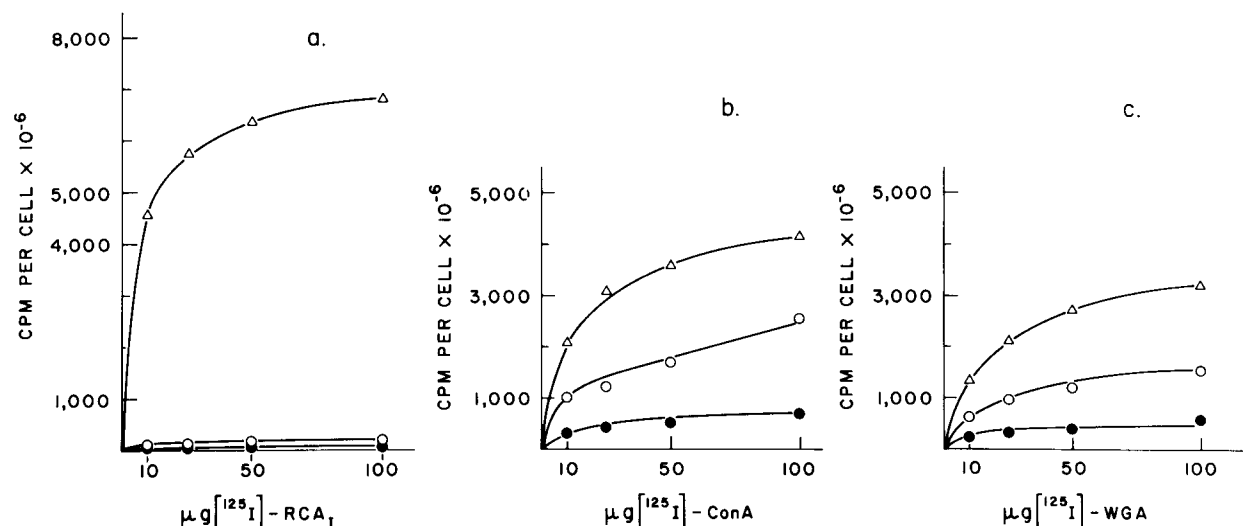 a.
CPM PER CELL × 10⁻⁶
8,000
5,000
4,000
1,000
10 50 100
μg[¹²⁵I]-RCA_I
b.
CPM PER CELL × 10⁻⁶
5,000
3,000
1,000
10 50 100
μg[¹²⁵I]-ConA
c.
CPM PER CELL × 10⁻⁶
5,000
3,000
1,000
10 50 100
μg[¹²⁵I]-WGA